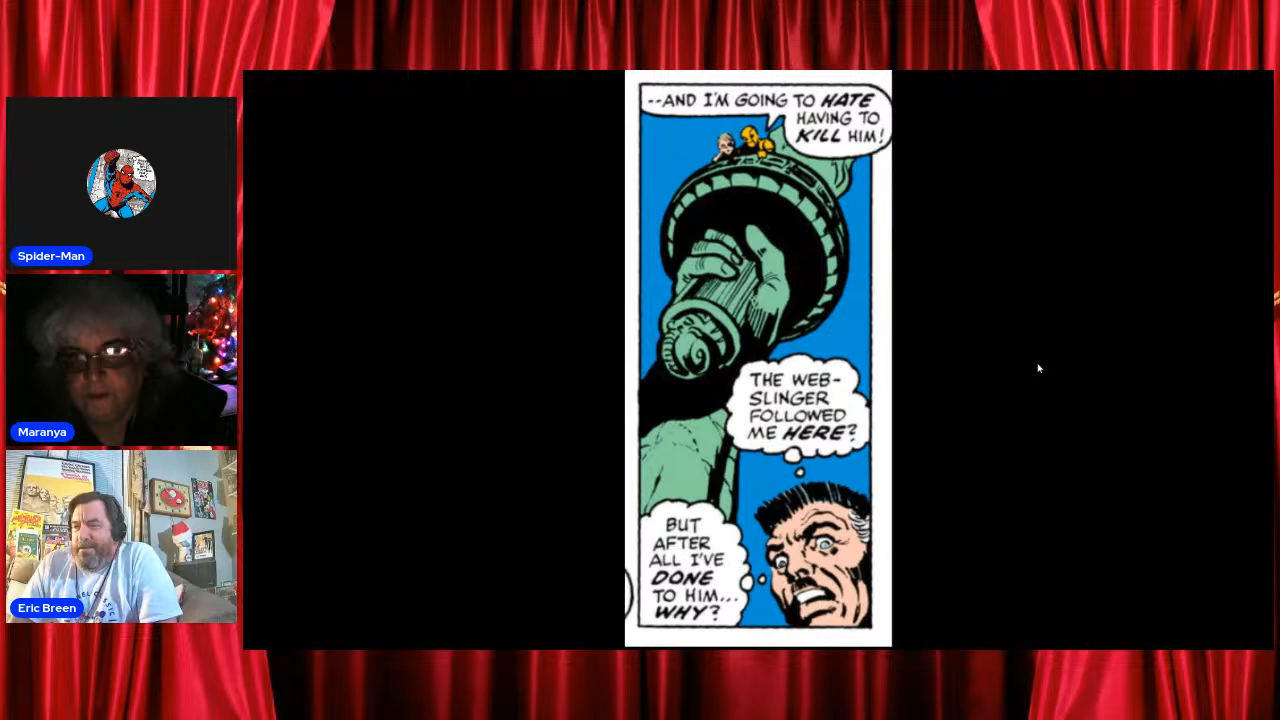 --AND I'M GOING TO HATE
HAVING TO
KILL HIM!
THE WEB-
SLINGER
FOLLOWED
ME HERE?
BUT
AFTER
ALL I'VE
DONE
TO HIM...
WHY?
Spider-Man
Maranya
Eric Breen